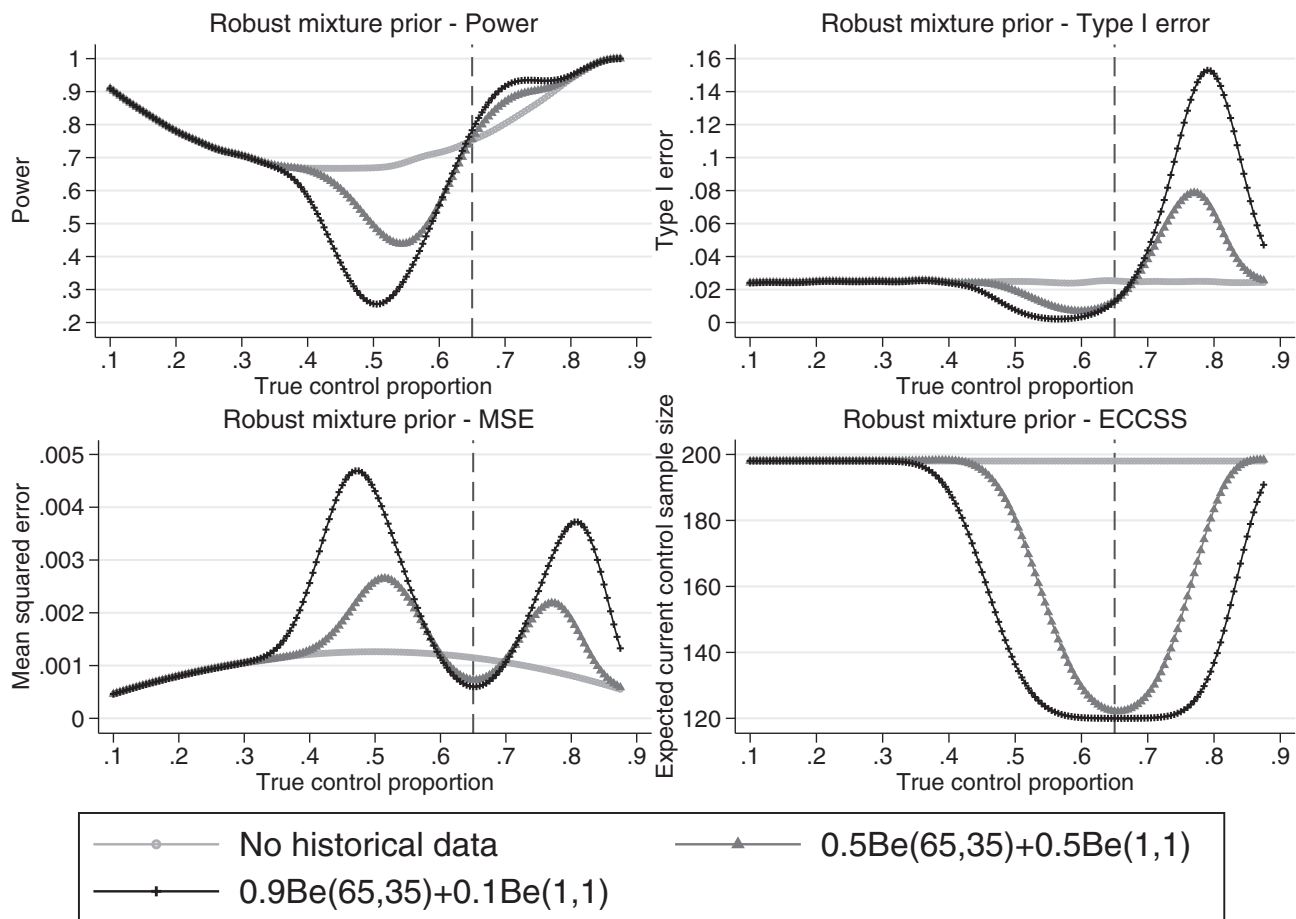 Robust mixture prior - Power
Power
1
.9
.8
.7
.6
.5
.4
.3
.2
.1 .2 .3 .4 .5 .6 .7 .8 .9
True control proportion
Robust mixture prior - Type I error
Type I error
.16
.14
.12
.1
.08
.06
.04
.02
0
.1 .2 .3 .4 .5 .6 .7 .8 .9
True control proportion
Robust mixture prior - MSE
Mean squared error
.005
.004
.003
.002
.001
0
.1 .2 .3 .4 .5 .6 .7 .8 .9
True control proportion
Robust mixture prior - ECCSS
Expected current control sample size
200
180
160
140
120
.1 .2 .3 .4 .5 .6 .7 .8 .9
True control proportion
No historical data
0.5Be(65,35)+0.5Be(1,1)
0.9Be(65,35)+0.1Be(1,1)